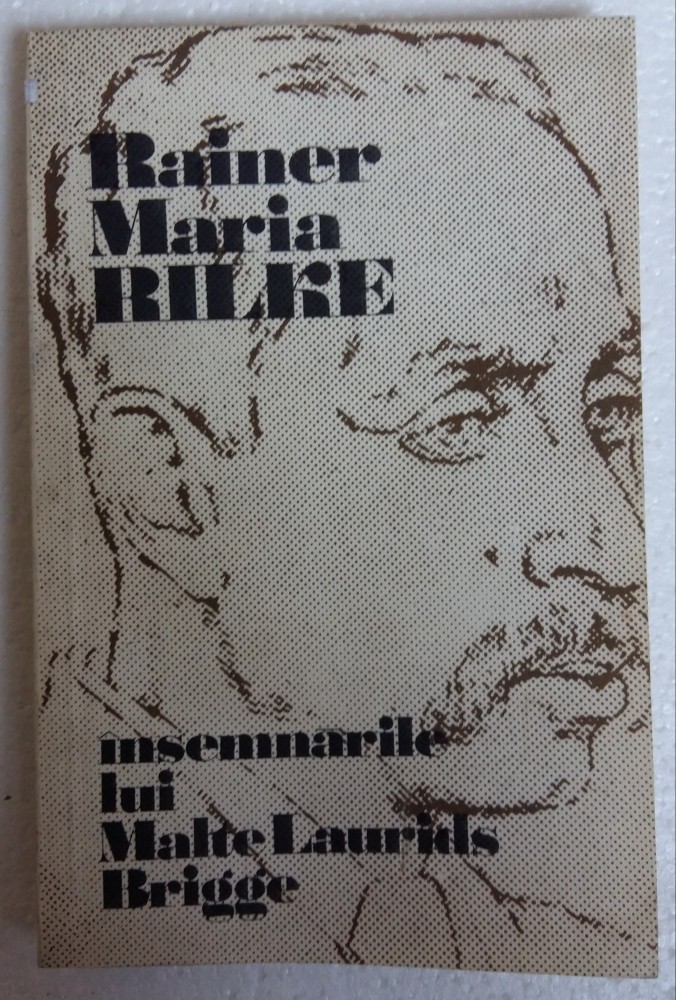 Rainer
Maria
RILKE
însemnările
lui
Malte Laurids
Brigge